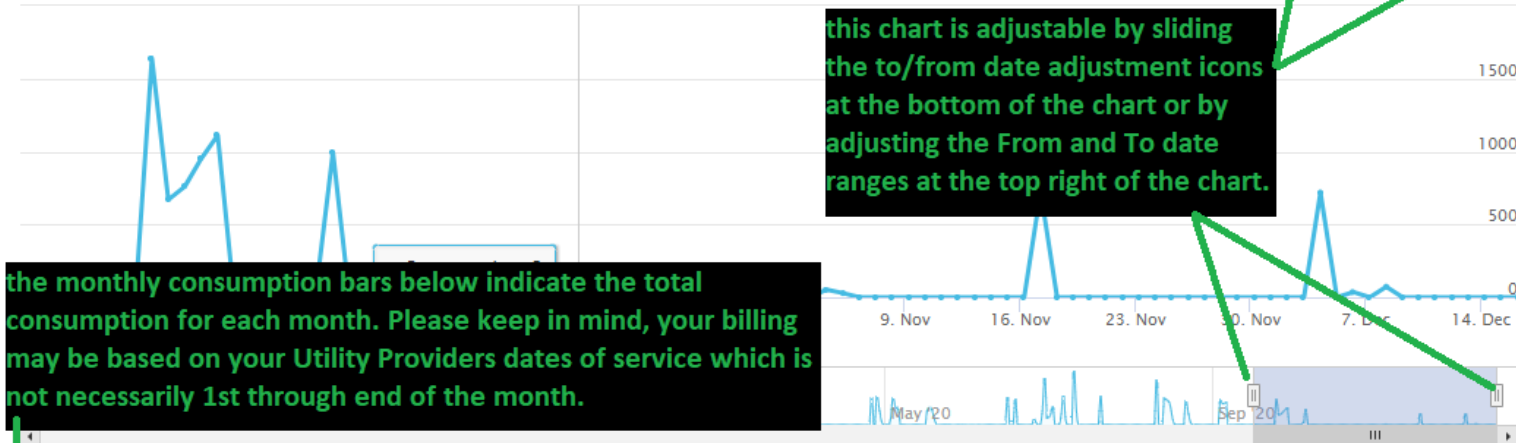 this chart is adjustable by sliding
the to/from date adjustment icons
at the bottom of the chart or by
adjusting the From and To date
ranges at the top right of the chart.
1500
1000
500
0
the monthly consumption bars below indicate the total
consumption for each month. Please keep in mind, your billing
may be based on your Utility Providers dates of service which is
not necessarily 1st through end of the month.
9. Nov 16. Nov 23. Nov 30. Nov 7. Dec 14. Dec
May '20 Sep '20